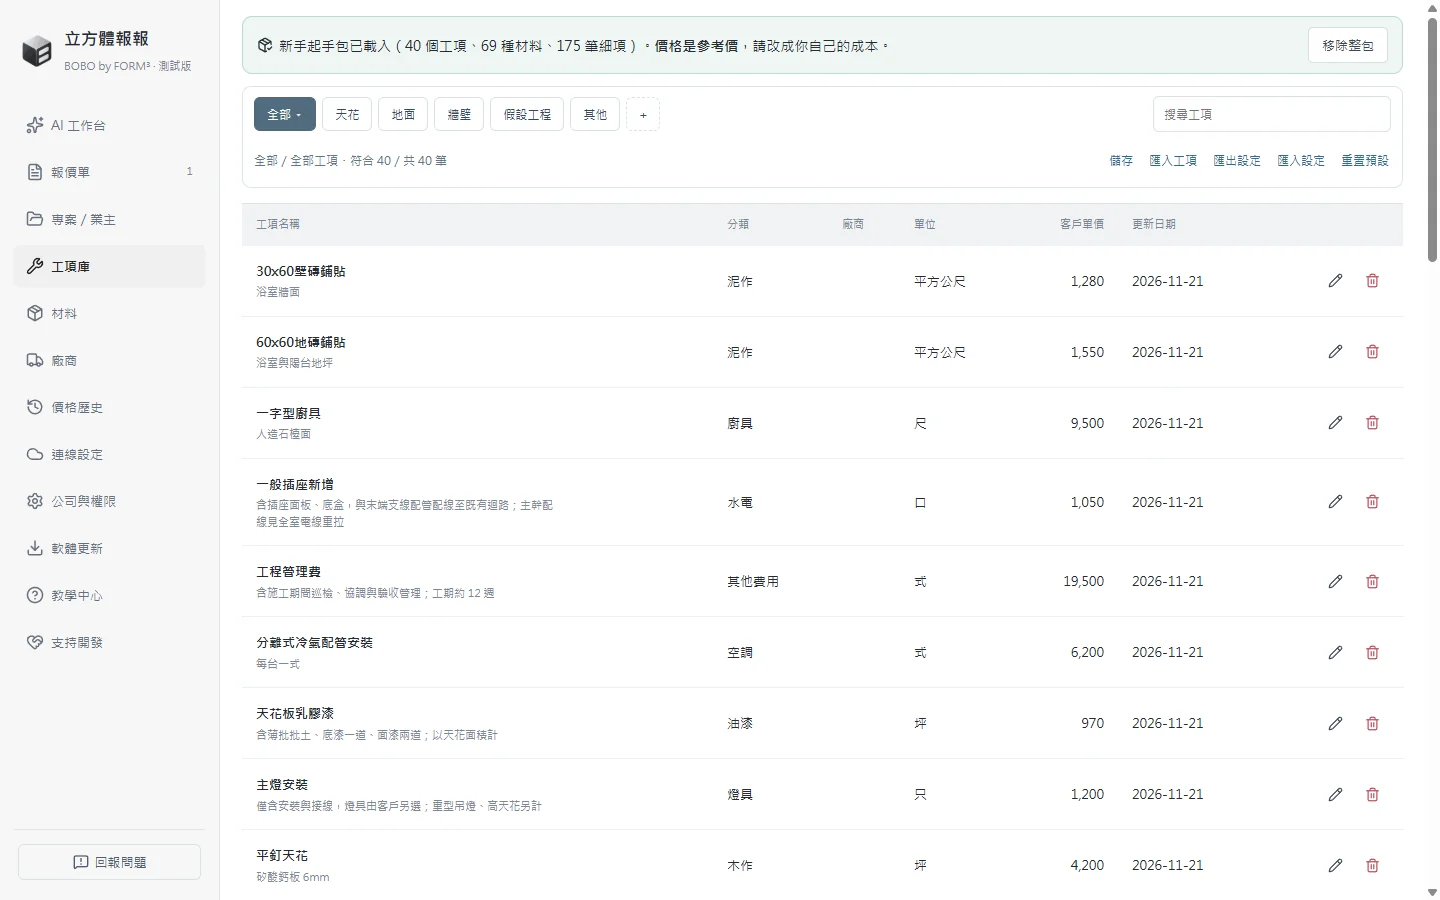 立方體報報
BOBO by FORM³ · 測試版
AI 工作台
報價單 1
專案 / 業主
工項庫
材料
廠商
價格歷史
連線設定
公司與權限
軟體更新
教學中心
支持開發
回報問題
新手起手包已載入（40 個工項、69 種材料、175 筆細項）。價格是參考價，請改成你自己的成本。
移除整包
全部 天花 地面 牆壁 假設工程 其他 +
搜尋工項
全部 / 全部工項 · 符合 40 / 共 40 筆
儲存 匯入工項 匯出設定 匯入設定 重置預設
工項名稱 分類 廠商 單位 客戶單價 更新日期
30x60壁磚鋪貼
浴室牆面
泥作 平方公尺 1,280 2026-11-21
60x60地磚鋪貼
浴室與陽台地坪
泥作 平方公尺 1,550 2026-11-21
一字型廚具
人造石檯面
廚具 尺 9,500 2026-11-21
一般插座新增
含插座面板、底盒，與末端支線配管配線至既有迴路；主幹配
線見全室電線重拉
水電 口 1,050 2026-11-21
工程管理費
含施工期間巡檢、協調與驗收管理；工期約 12 週
其他費用 式 19,500 2026-11-21
分離式冷氣配管安裝
每台一式
空調 式 6,200 2026-11-21
天花板乳膠漆
含薄批批土、底漆一道、面漆兩道；以天花面積計
油漆 坪 970 2026-11-21
主燈安裝
僅含安裝與接線，燈具由客戶另選；重型吊燈、高天花另計
燈具 只 1,200 2026-11-21
平釘天花
矽酸鈣板 6mm
木作 坪 4,200 2026-11-21